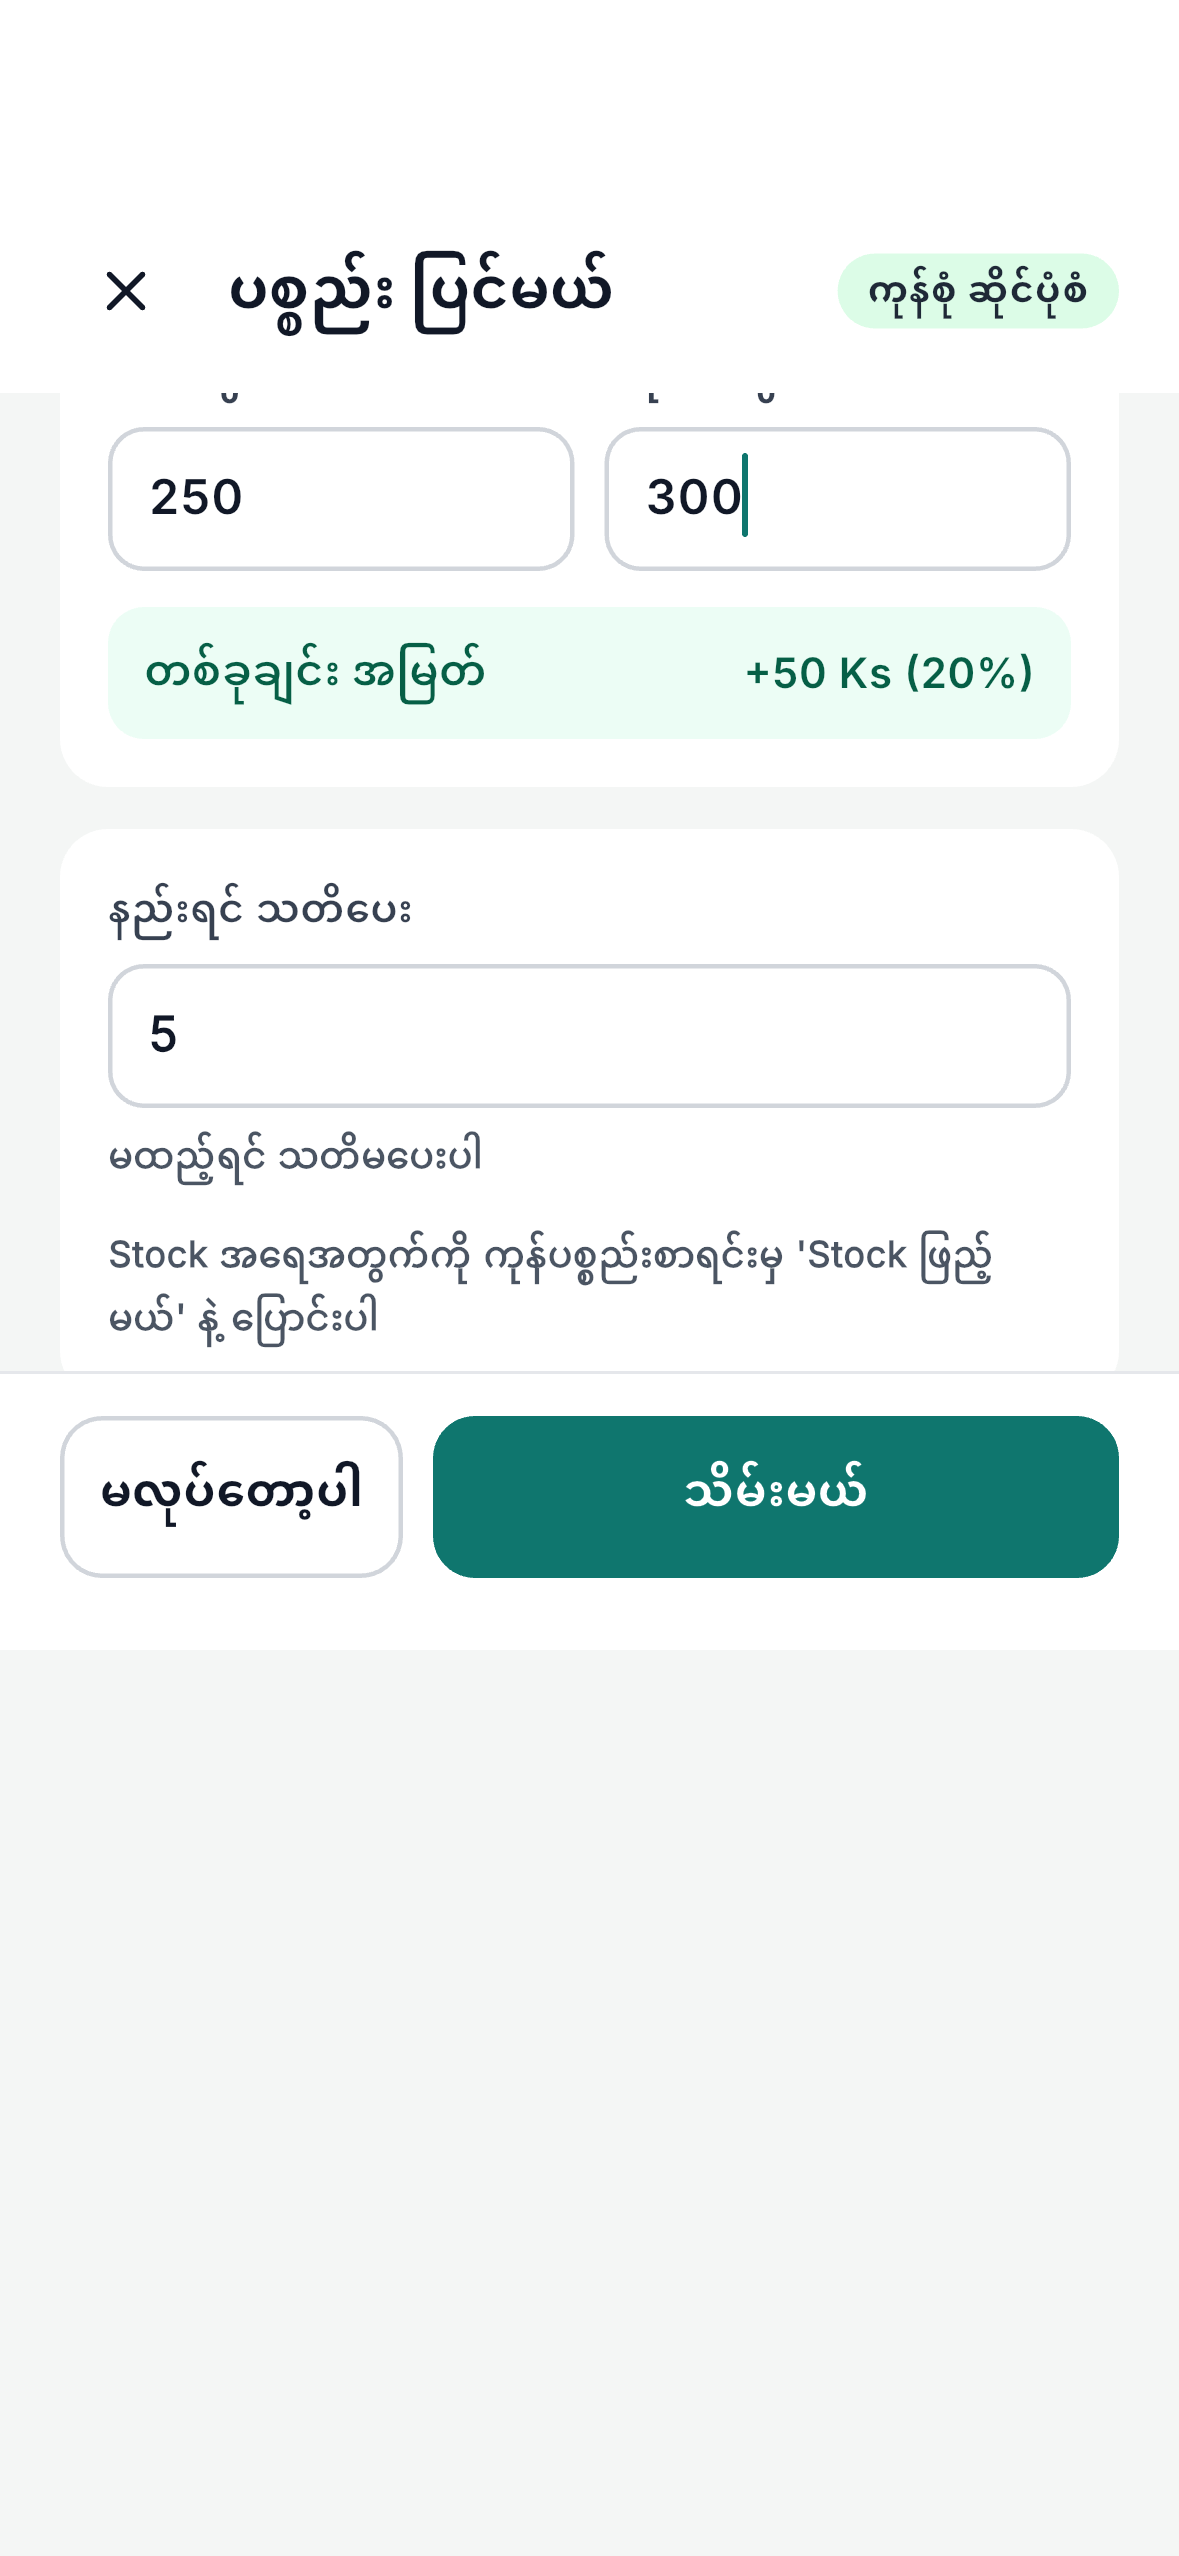 ပစ္စည်း ပြင်မယ်
ကုန်စုံ ဆိုင်ပုံစံ
250
300
တစ်ခုချင်း အမြတ်
+50 Ks (20%)
နည်းရင် သတိပေး
5
မထည့်ရင် သတိမပေးပါ
Stock အရေအတွက်ကို ကုန်ပစ္စည်းစာရင်းမှ 'Stock ဖြည့်
မယ်' နဲ့ ပြောင်းပါ
မလုပ်တော့ပါ
သိမ်းမယ်